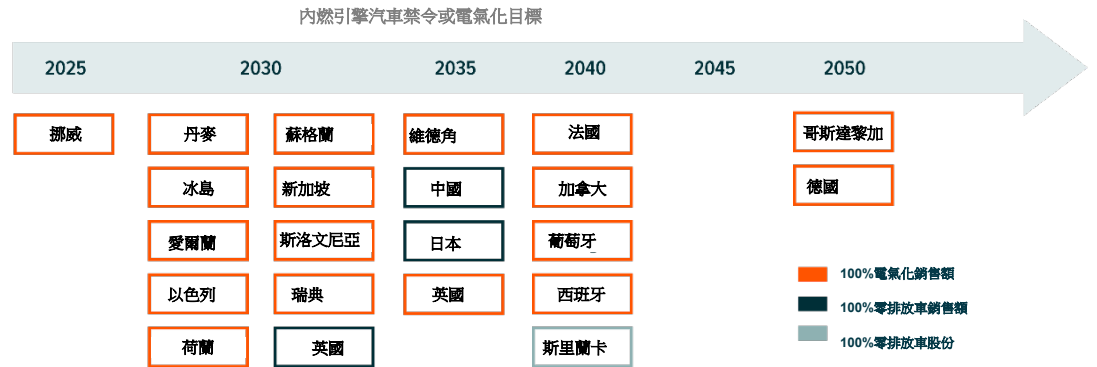 內燃引擎汽車禁令或電氣化目標
2025 2030 2035 2040 2045 2050
挪威 丹麥 蘇格蘭 維德角 法國 哥斯達黎加
冰島 新加坡 中國 加拿大 德國
愛爾蘭 斯洛文尼亞 日本 葡萄牙
以色列 瑞典 英國 西班牙
荷蘭 英國 斯里蘭卡
100%電氣化銷售額
100%零排放車銷售額
100%零排放車股份